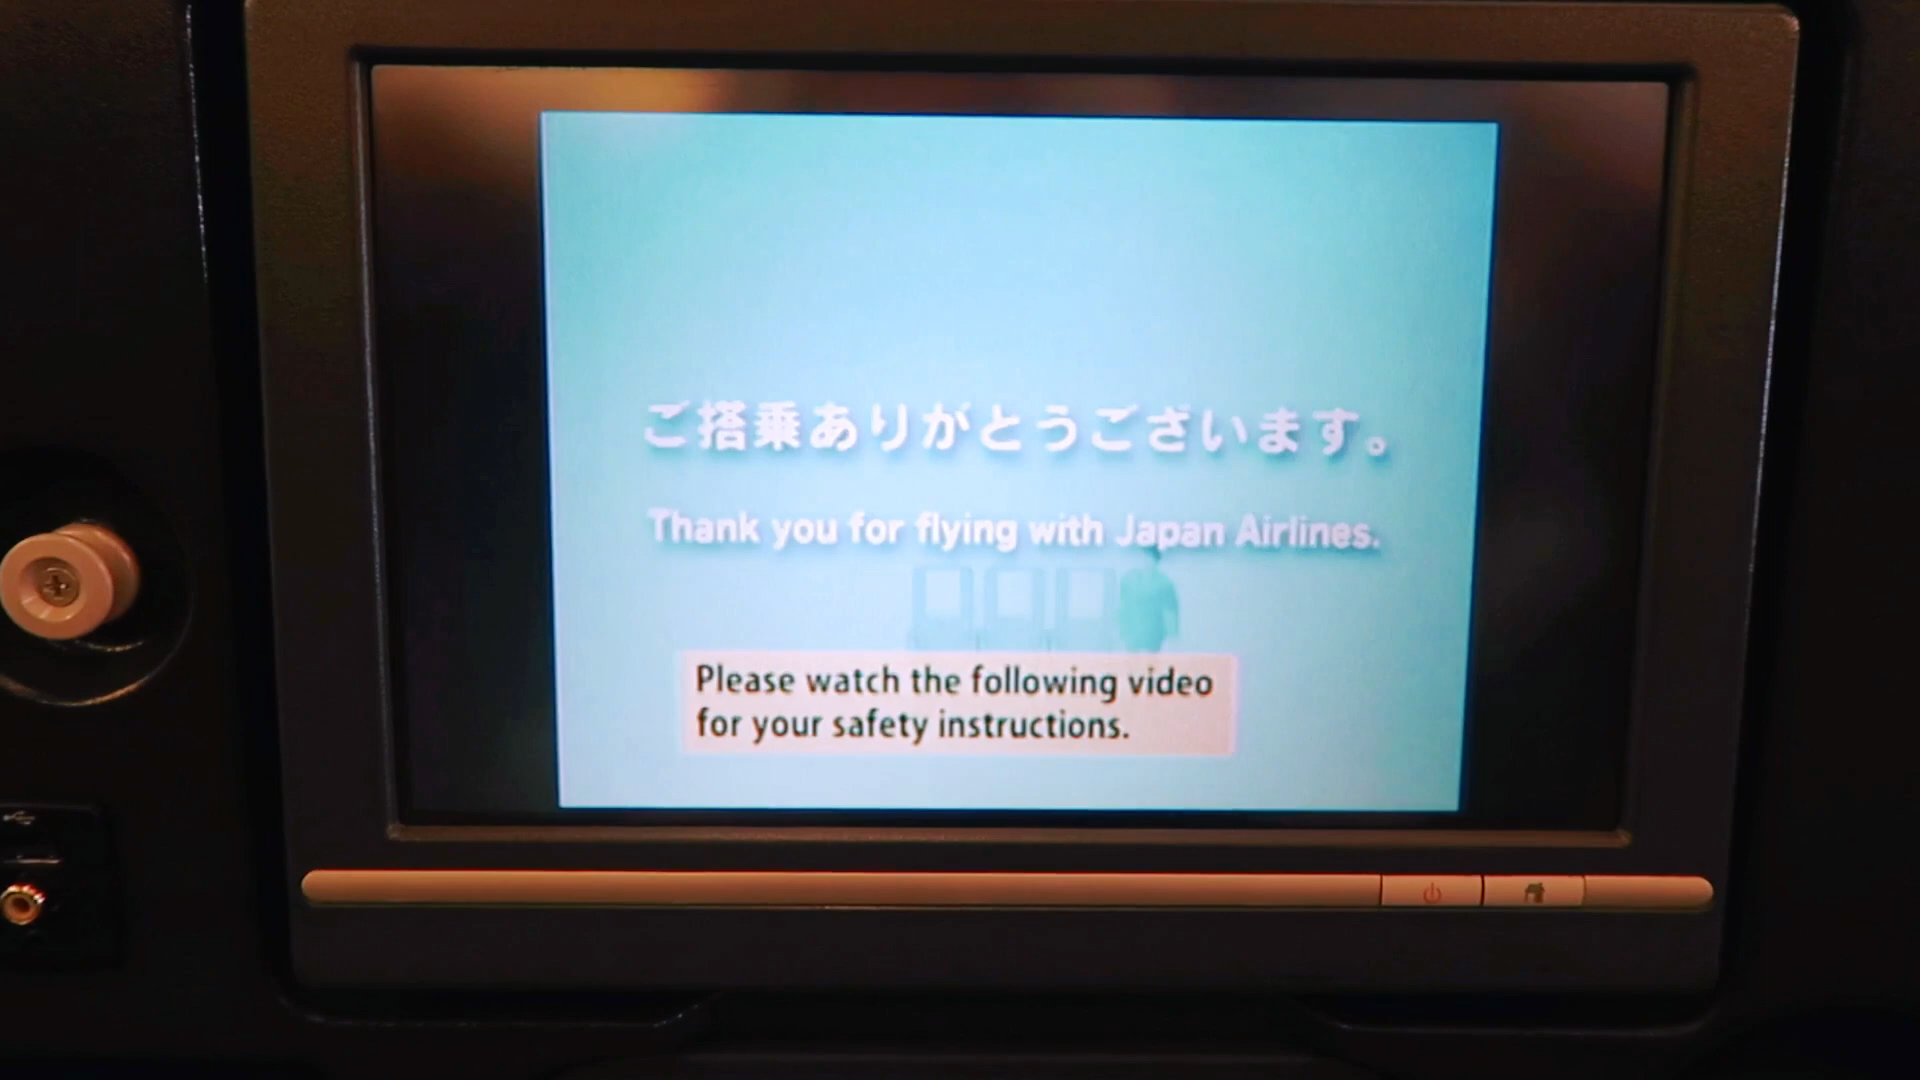 ご搭乗ありがとうございます。
Thank you for flying with Japan Airlines.
Please watch the following video
for your safety instructions.